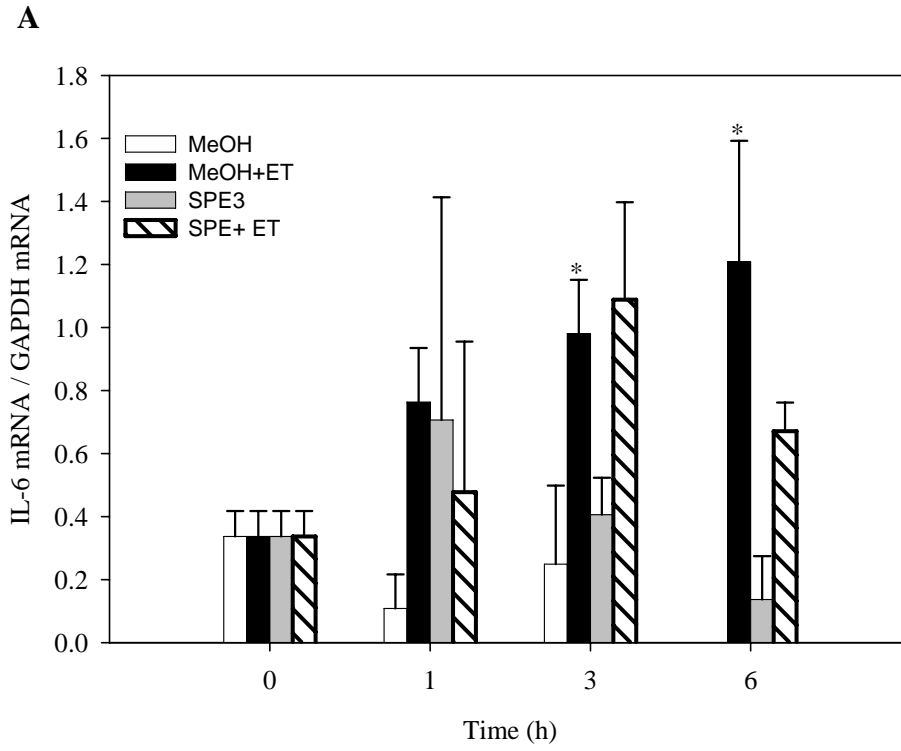 A
1.8
1.6
1.4
1.2
1.0
0.8
0.6
0.4
0.2
0.0
IL-6 mRNA / GAPDH mRNA
MeOH
MeOH+ET
SPE3
SPE+ ET
*
*
0 1 3 6
Time (h)